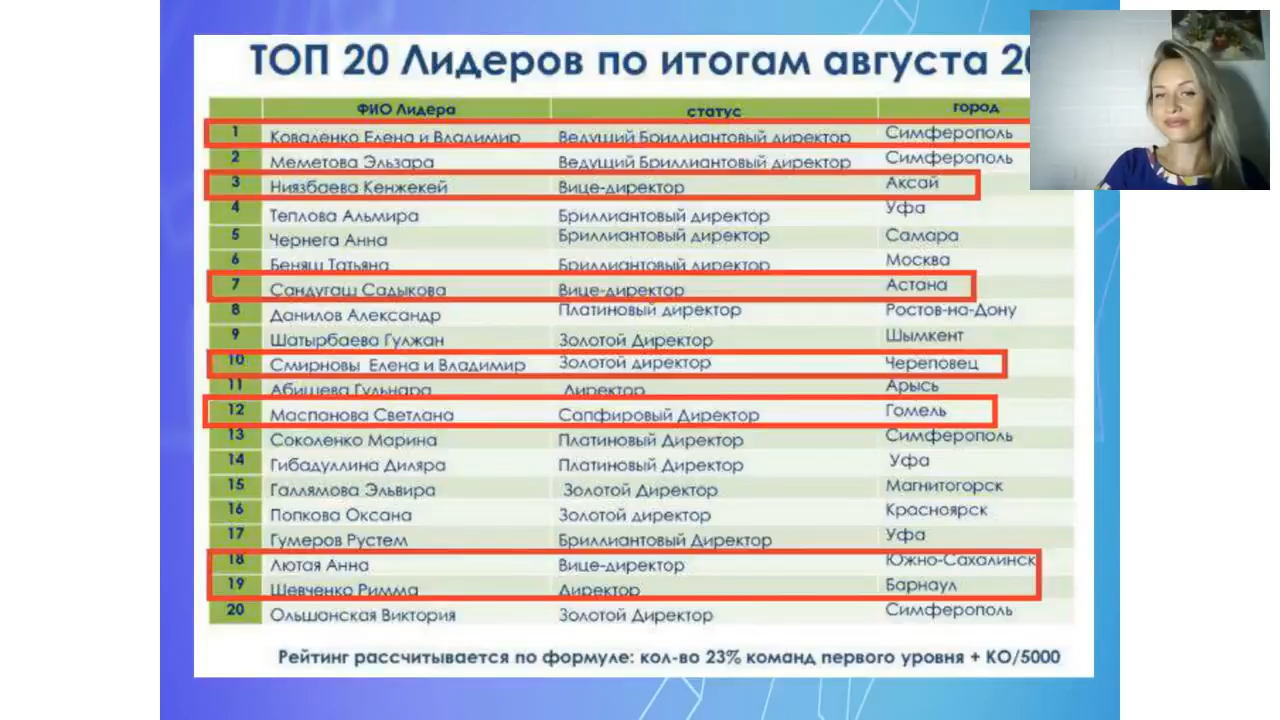 ТОП 20 Лидеров по итогам августа
ФИО Лидера статус город
1 Коваленко Елена и Владимир Ведущий Бриллиантовый директор Симферополь
2 Меметова Эльзара Ведущий Бриллиантовый директор Симферополь
3 Ниязбаева Кенжекей Вице-директор Аксай
4 Теплова Альмира Бриллиантовый директор Уфа
5 Чернега Анна Бриллиантовый директор Самара
6 Беняш Татьяна Бриллиантовый директор Москва
7 Сандугаш Садыкова Вице-директор Астана
8 Данилов Александр Платиновый директор Ростов-на-Дону
9 Шатырбаева Гулжан Золотой Директор Шымкент
10 Смирновы Елена и Владимир Золотой директор Череповец
11 Абишева Гульнара Директор Арысь
12 Маспанова Светлана Сапфировый Директор Гомель
13 Соколенко Марина Платиновый Директор Симферополь
14 Гибадуллина Диляра Платиновый Директор Уфа
15 Галлямова Эльвира Золотой Директор Магнитогорск
16 Попкова Оксана Золотой директор Красноярск
17 Гумеров Рустем Бриллиантовый Директор Уфа
18 Лютая Анна Вице-директор Южно-Сахалинск
19 Шевченко Римма Директор Барнаул
20 Ольшанская Виктория Золотой Директор Симферополь
Рейтинг рассчитывается по формуле: кол-во 23% команд первого уровня + КО/5000